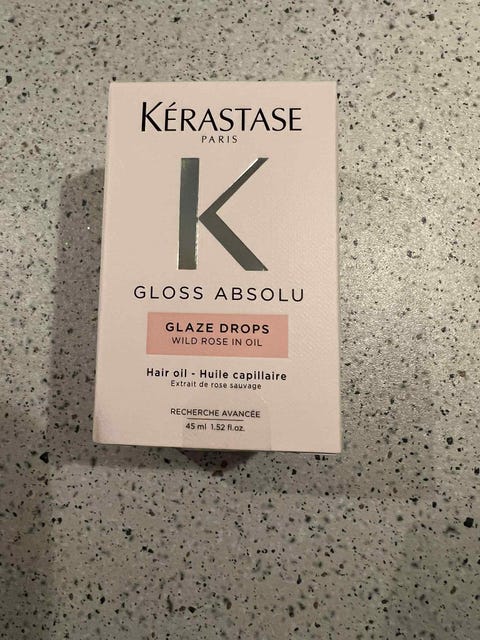 KÉRASTASE
PARIS
K
GLOSS ABSOLU
GLAZE DROPS
WILD ROSE IN OIL
Hair oil - Huile capillaire
Extrait de rose sauvage
RECHERCHE AVANCÉE
45 ml 1.52 fl.oz.